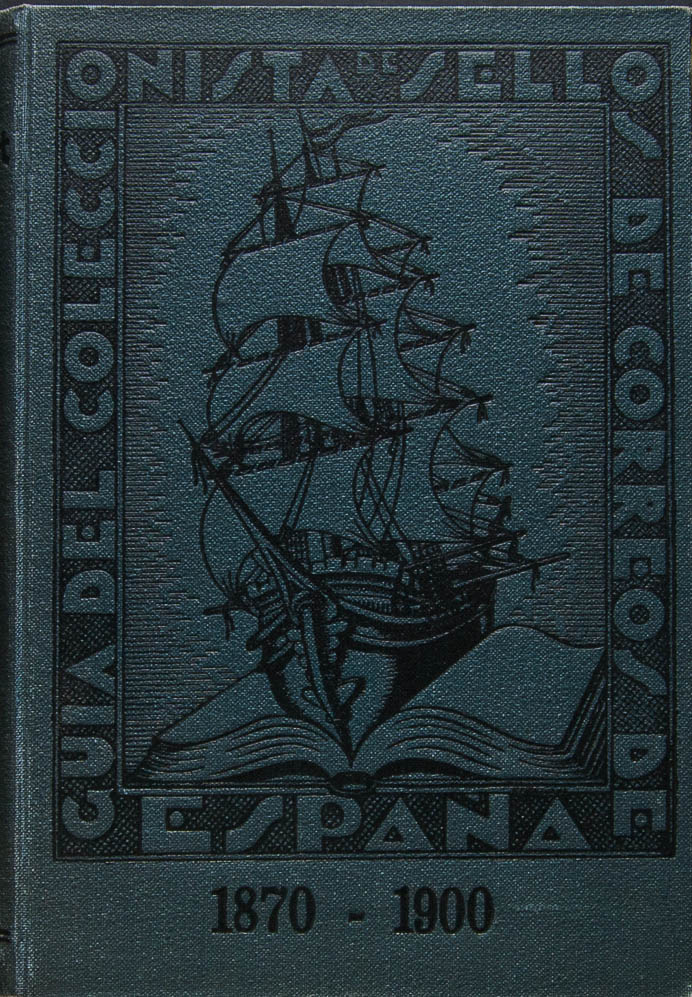 GUIA DEL COLECCIONISTA DE SELLOS DE CORREOS DE
ESPAÑA
1870 - 1900